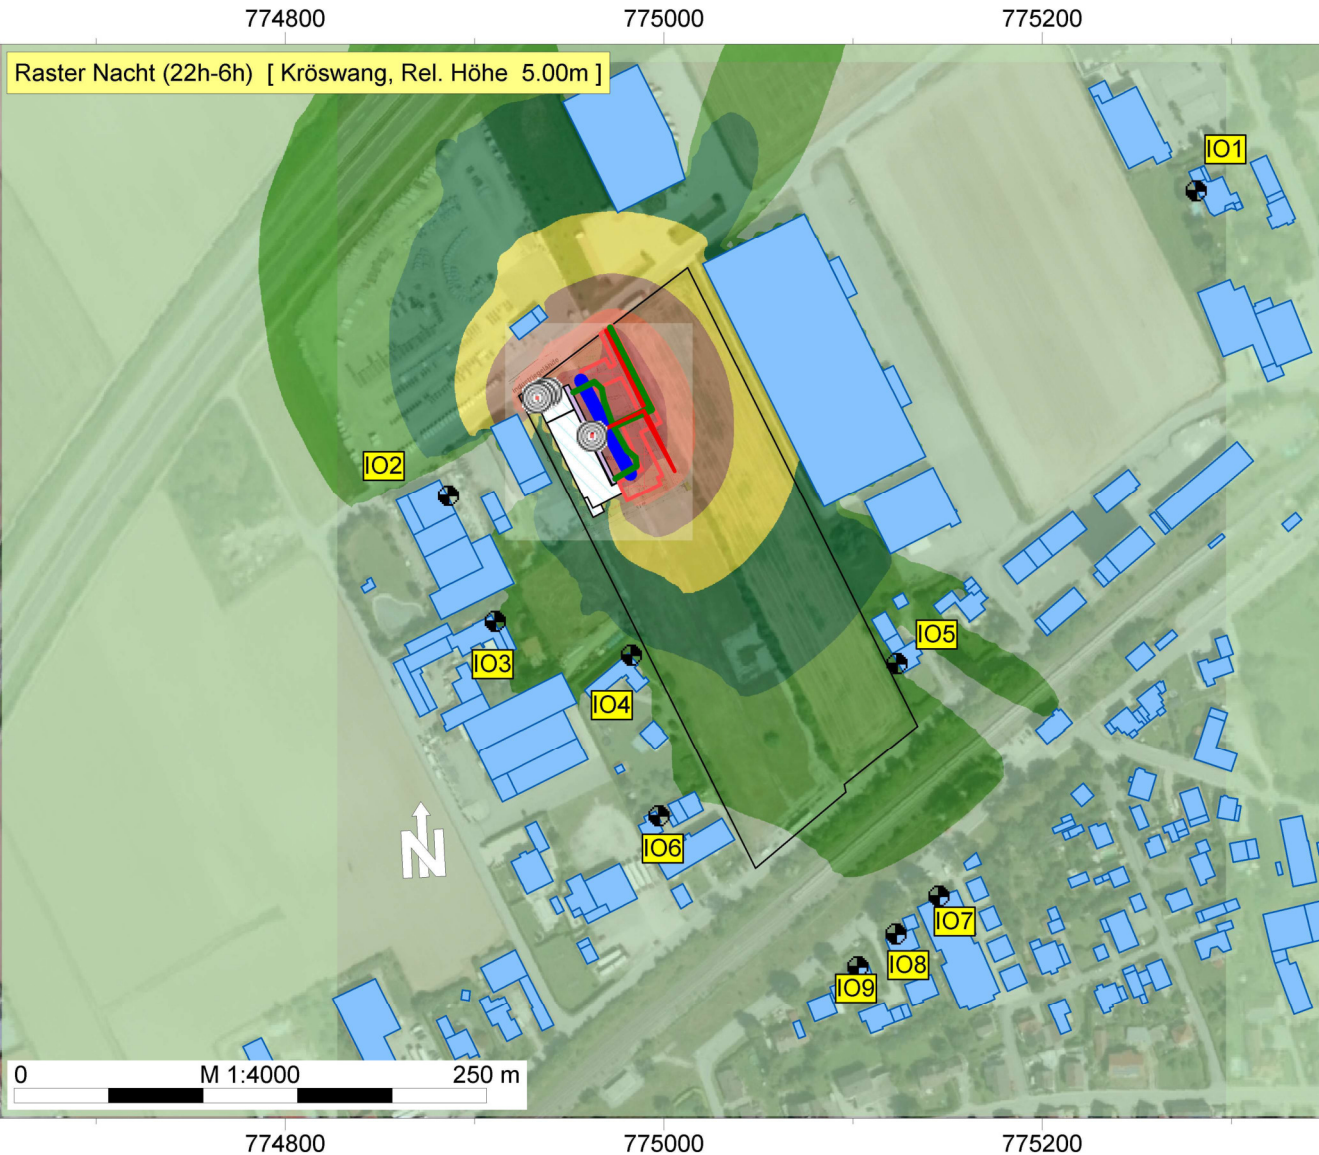 774800 775000 775200
Raster Nacht (22h-6h) [ Kröswang, Rel. Höhe 5.00m ]
IO1
IO2
IO5
IO3
IO4
N
IO6
IO7
IO8
IO9
0 M 1:4000 250 m
774800 775000 775200